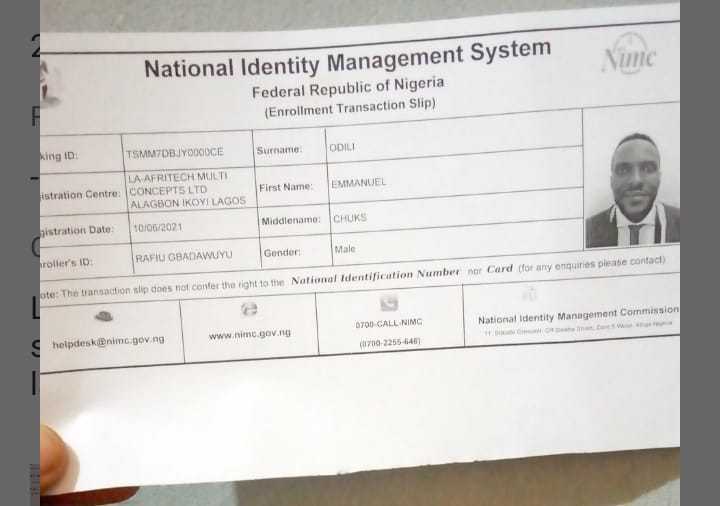 National Identity Management System
Federal Republic of Nigeria
(Enrollment Transaction Slip)
Nimc
king ID: TSMM7DBJY0000CE Surname: ODILI
istration Centre: LA-AFRITECH MULTI CONCEPTS LTD ALAGBON IKOYI LAGOS First Name: EMMANUEL
gistration Date: 10/06/2021 Middlename: CHUKS
nroller's ID: RAFIU GBADAWUYU Gender: Male
ote: The transaction slip does not confer the right to the National Identification Number nor Card (for any enquiries please contact)
helpdesk@nimc.gov.ng
www.nimc.gov.ng
0700-CALL-NIMC
(0700-2255-646)
National Identity Management Commission
11, Sokode Crescent, Off Dalaba Street, Zone 5 Wuse, Abuja Nigeria